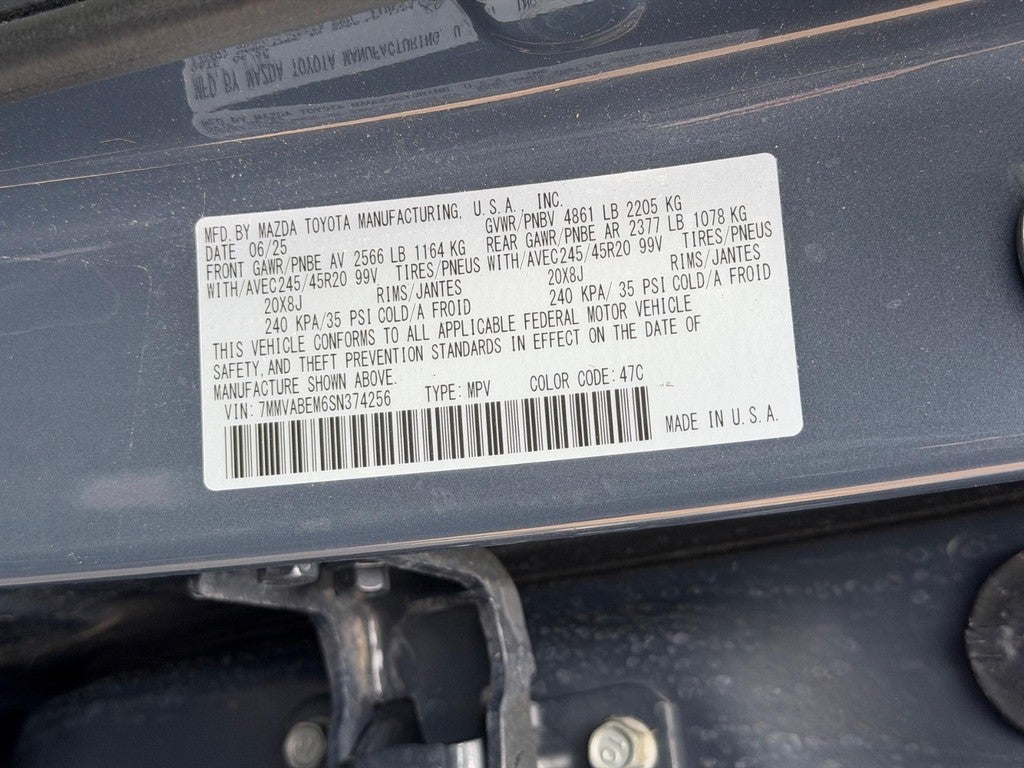 MFD. BY MAZDA TOYOTA MANUFACTURING, U.S.A., INC.
DATE 06/25 GVWR/PNBV 4861 LB 2205 KG
FRONT GAWR/PNBE AV 2566 LB 1164 KG REAR GAWR/PNBE AR 2377 LB 1078 KG
WITH/AVEC245/45R20 99V TIRES/PNEUS WITH/AVEC245/45R20 99V TIRES/PNEUS
20X8J RIMS/JANTES 20X8J RIMS/JANTES
240 KPA/35 PSI COLD/A FROID 240 KPA/35 PSI COLD/A FROID
THIS VEHICLE CONFORMS TO ALL APPLICABLE FEDERAL MOTOR VEHICLE
SAFETY, AND THEFT PREVENTION STANDARDS IN EFFECT ON THE DATE OF
MANUFACTURE SHOWN ABOVE.
VIN: 7MMVABEM6SN374256 TYPE: MPV COLOR CODE: 47C
MADE IN U.S.A.